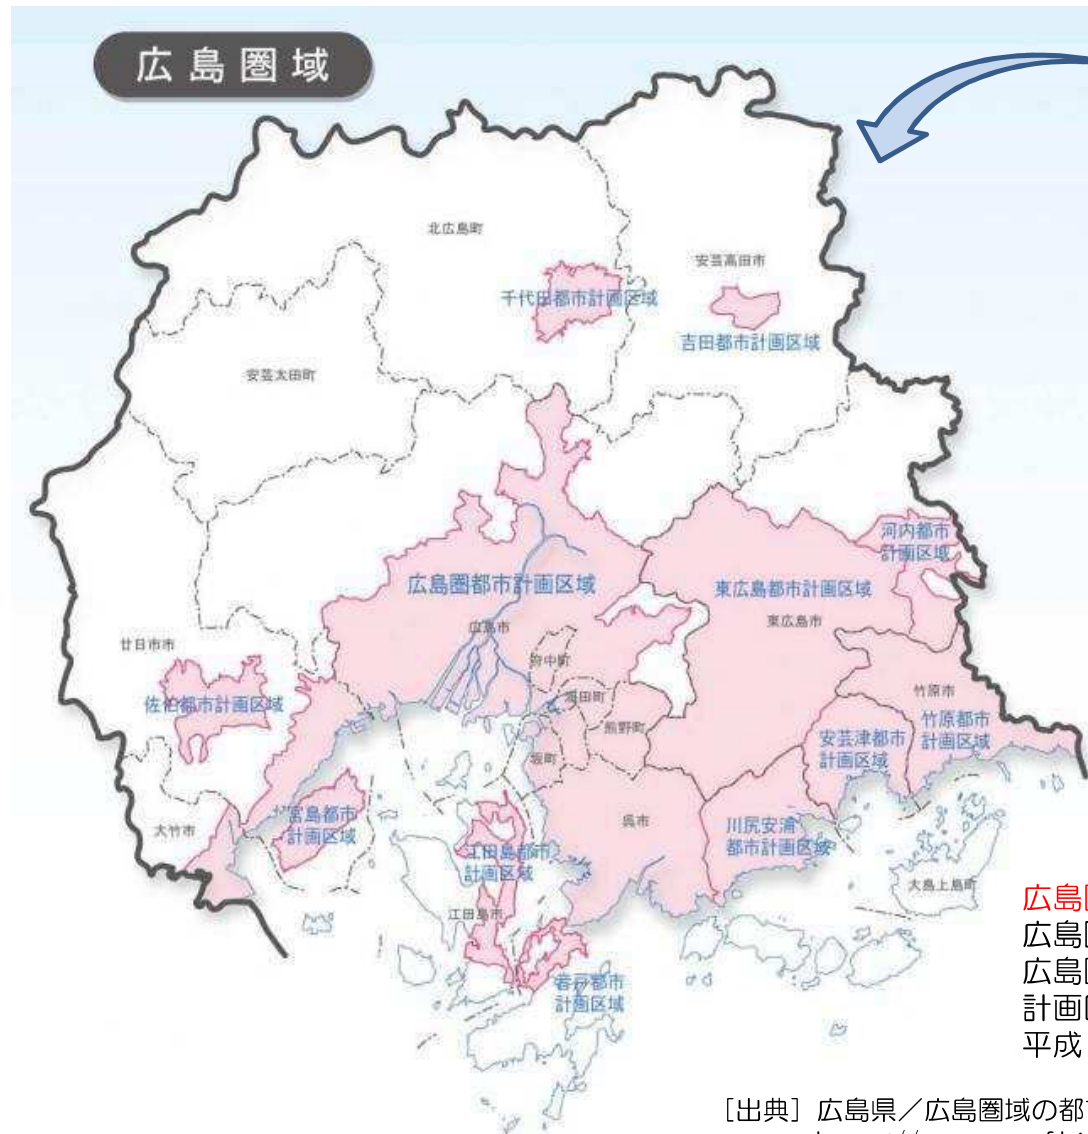 広島圏域
北広島町
安芸高田市
千代田都市計画区域
吉田都市計画区域
安芸太田町
河内都市
計画区域
広島圏都市計画区域
東広島都市計画区域
広島市
東広島市
廿日市市
府中町
佐伯都市計画区域
海田町
竹原市
熊野町
竹原都市
計画区域
安芸津都市
計画区域
坂町
宮島都市
計画区域
大竹市
呉市
川尻安浦
都市計画区域
江田島都市
計画区域
大島上島町
江田島市
広島
広島
広島
計画
平成
音戸都市
計画区域
[出典] 広島県/広島圏域の都